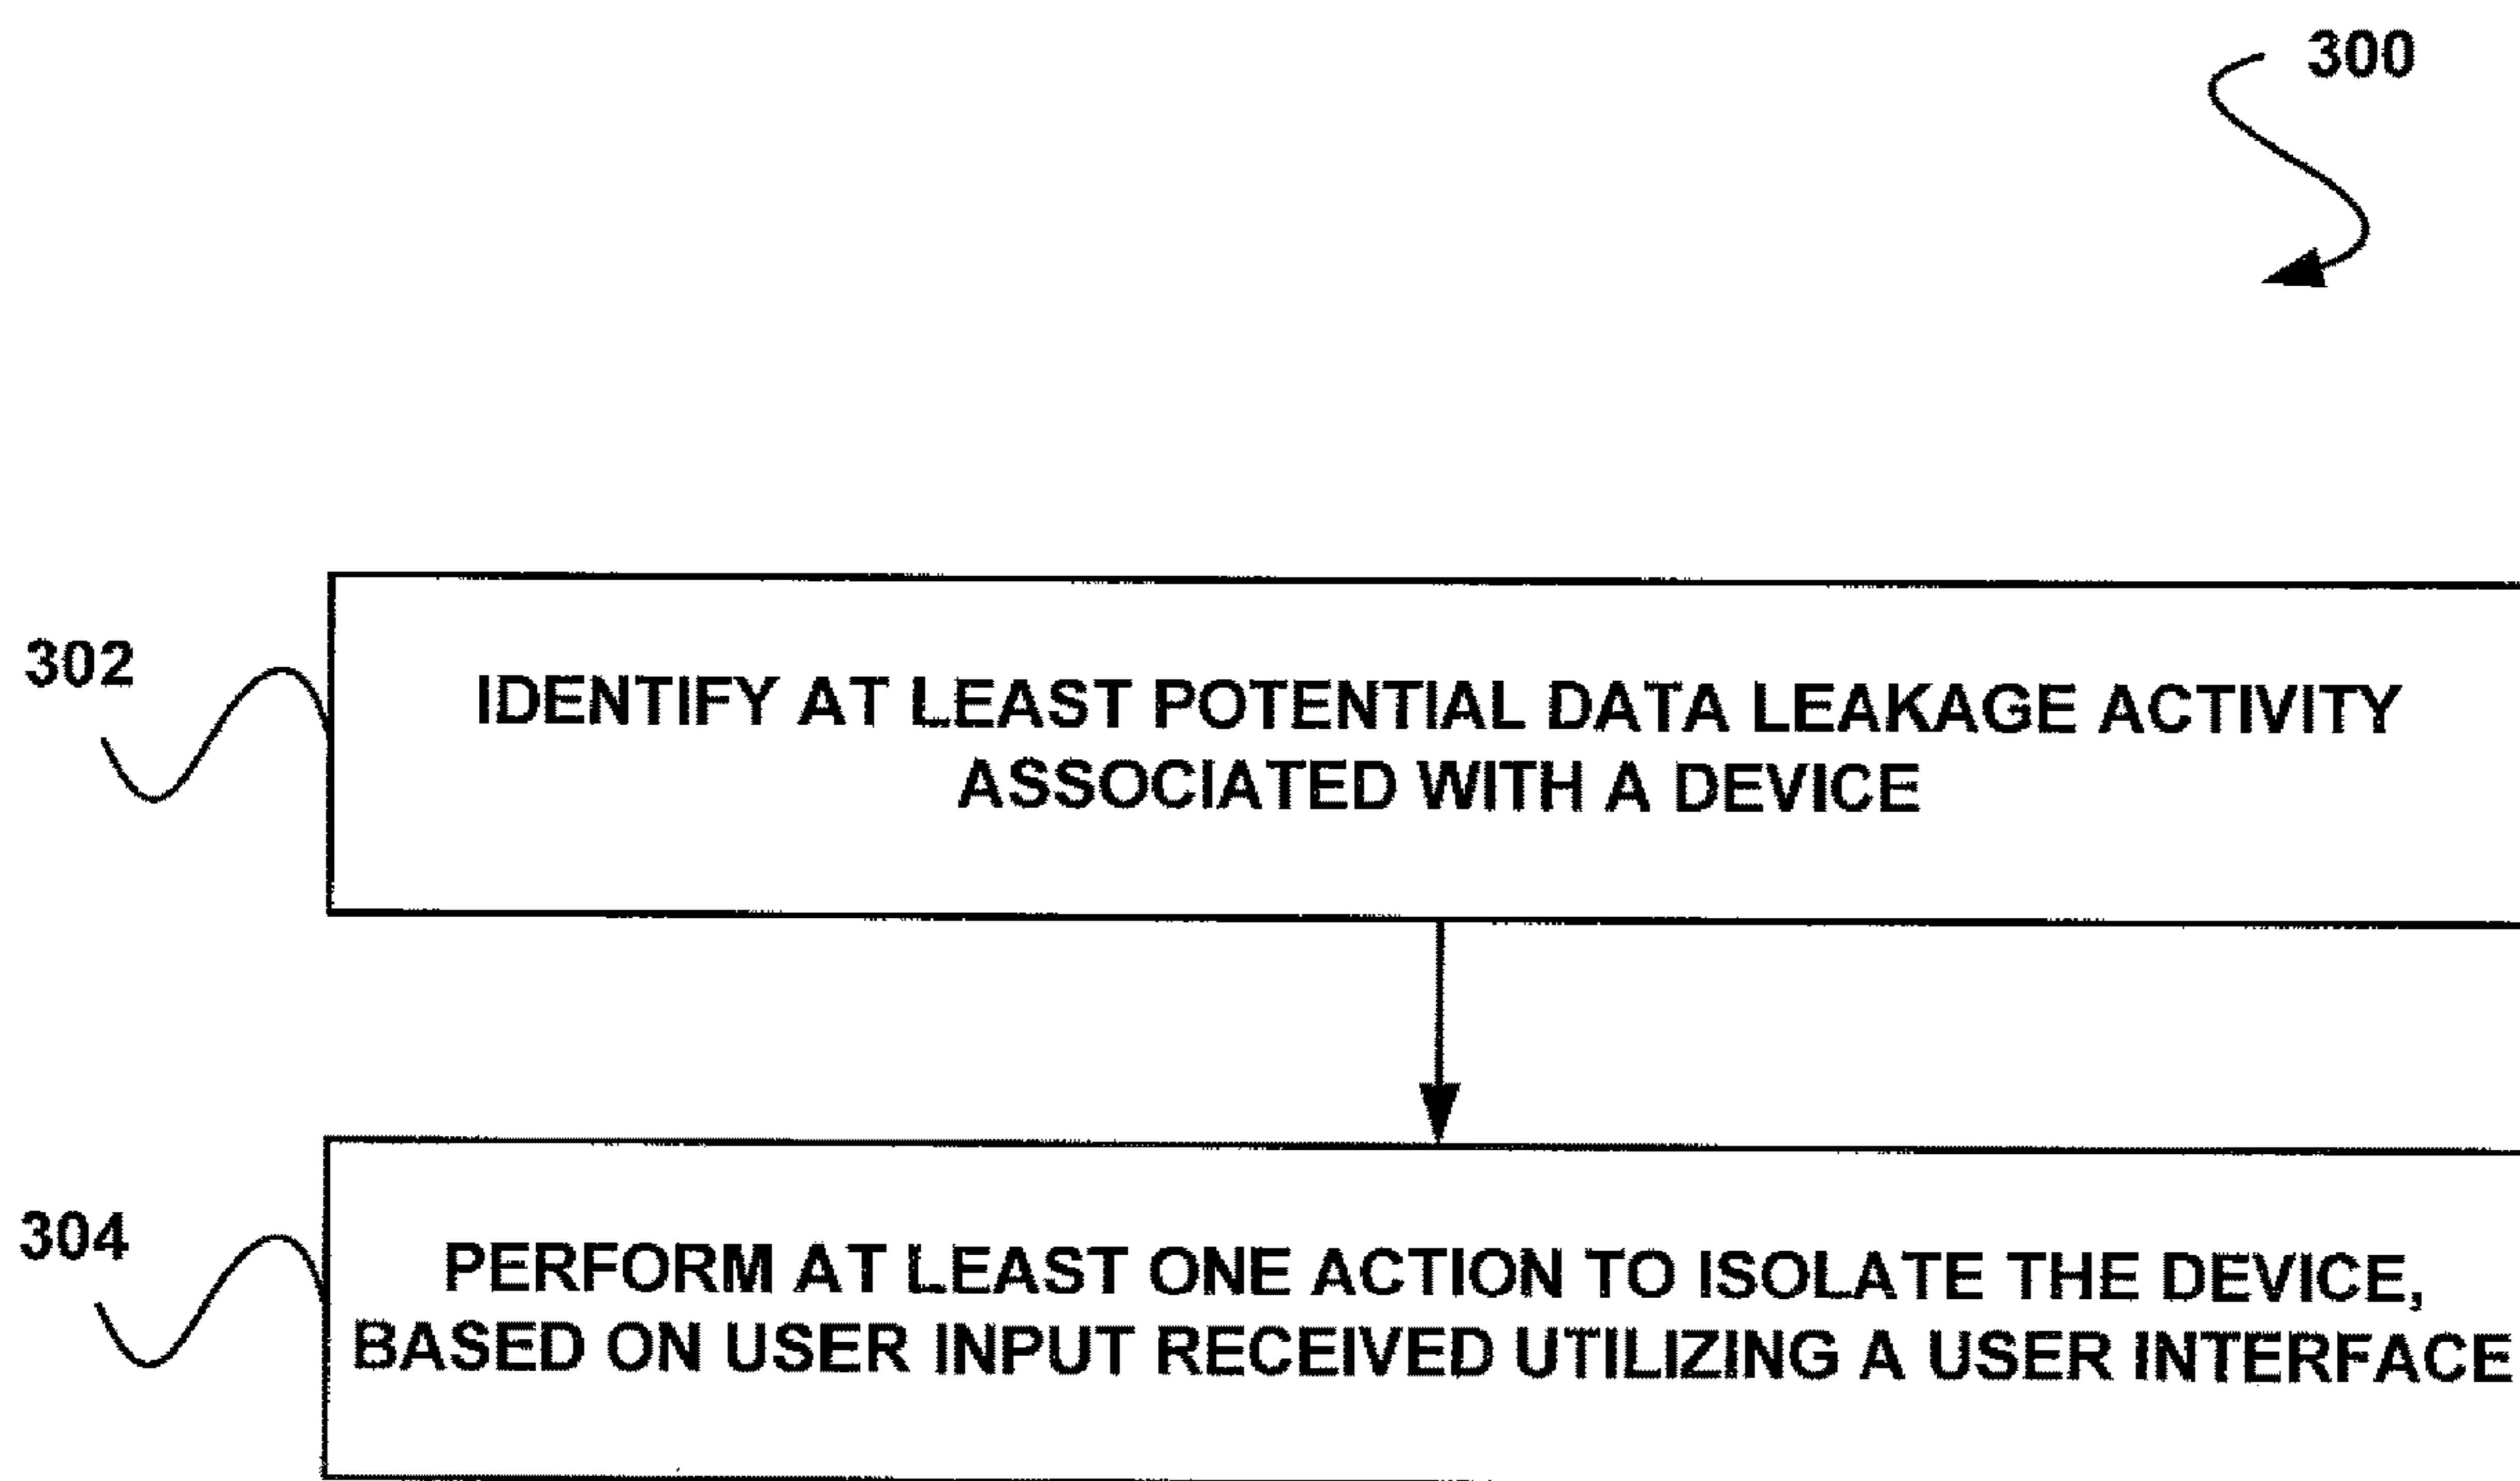 300
302
IDENTIFY AT LEAST POTENTIAL DATA LEAKAGE ACTIVITY
ASSOCIATED WITH A DEVICE
304
PERFORM AT LEAST ONE ACTION TO ISOLATE THE DEVICE,
BASED ON USER INPUT RECEIVED UTILIZING A USER INTERFACE